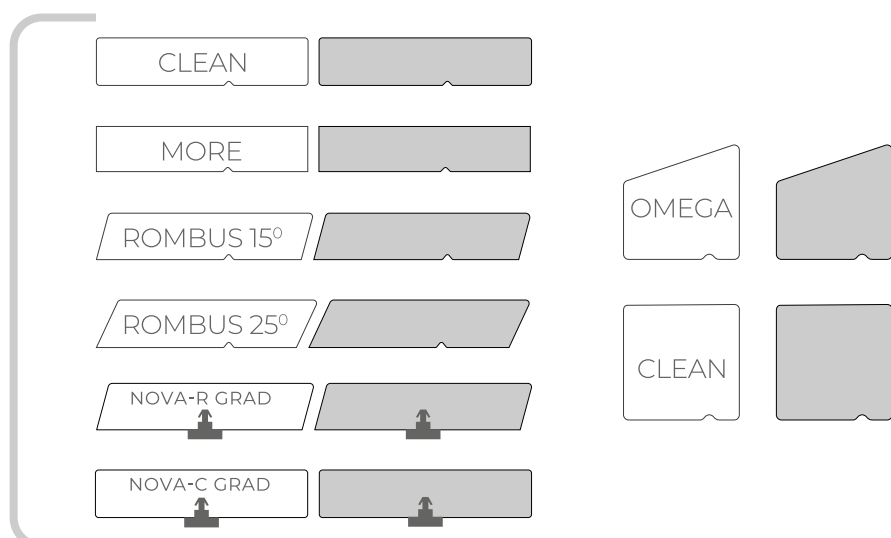 CLEAN
MORE
ROMBUS 15⁰
ROMBUS 25⁰
NOVA-R GRAD
NOVA-C GRAD
OMEGA
CLEAN